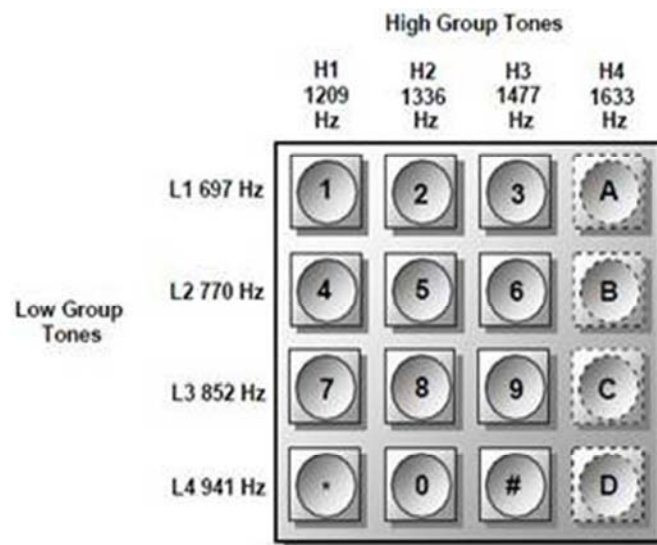 High Group Tones
H1 H2 H3 H4
1209 1336 1477 1633
Hz Hz Hz Hz
L1 697 Hz 1 2 3 A
L2 770 Hz 4 5 6 B
Low Group
Tones
L3 852 Hz 7 8 9 C
L4 941 Hz * 0 # D